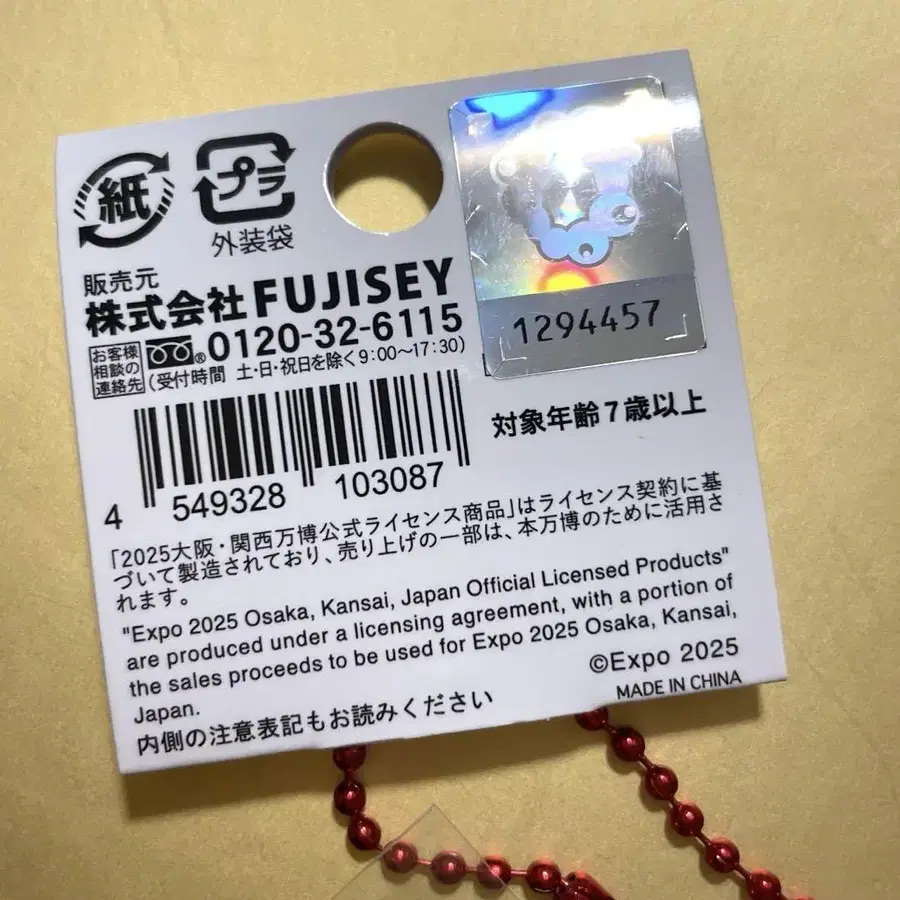 紙
プラ
外装袋
販売元
株式会社FUJISEY
お客様
相談の
連絡先
®0120-32-6115
(受付時間 土・日・祝日を除く9:00〜17:30)
1294457
対象年齢7歳以上
4 549328 103087
「2025大阪・関西万博公式ライセンス商品」はライセンス契約に基
づいて製造されており、売り上げの一部は、本万博のために活用さ
れます。
"Expo 2025 Osaka, Kansai, Japan Official Licensed Products"
are produced under a licensing agreement, with a portion of
the sales proceeds to be used for Expo 2025 Osaka, Kansai,
Japan.
©Expo 2025
MADE IN CHINA
内側の注意表記もお読みください